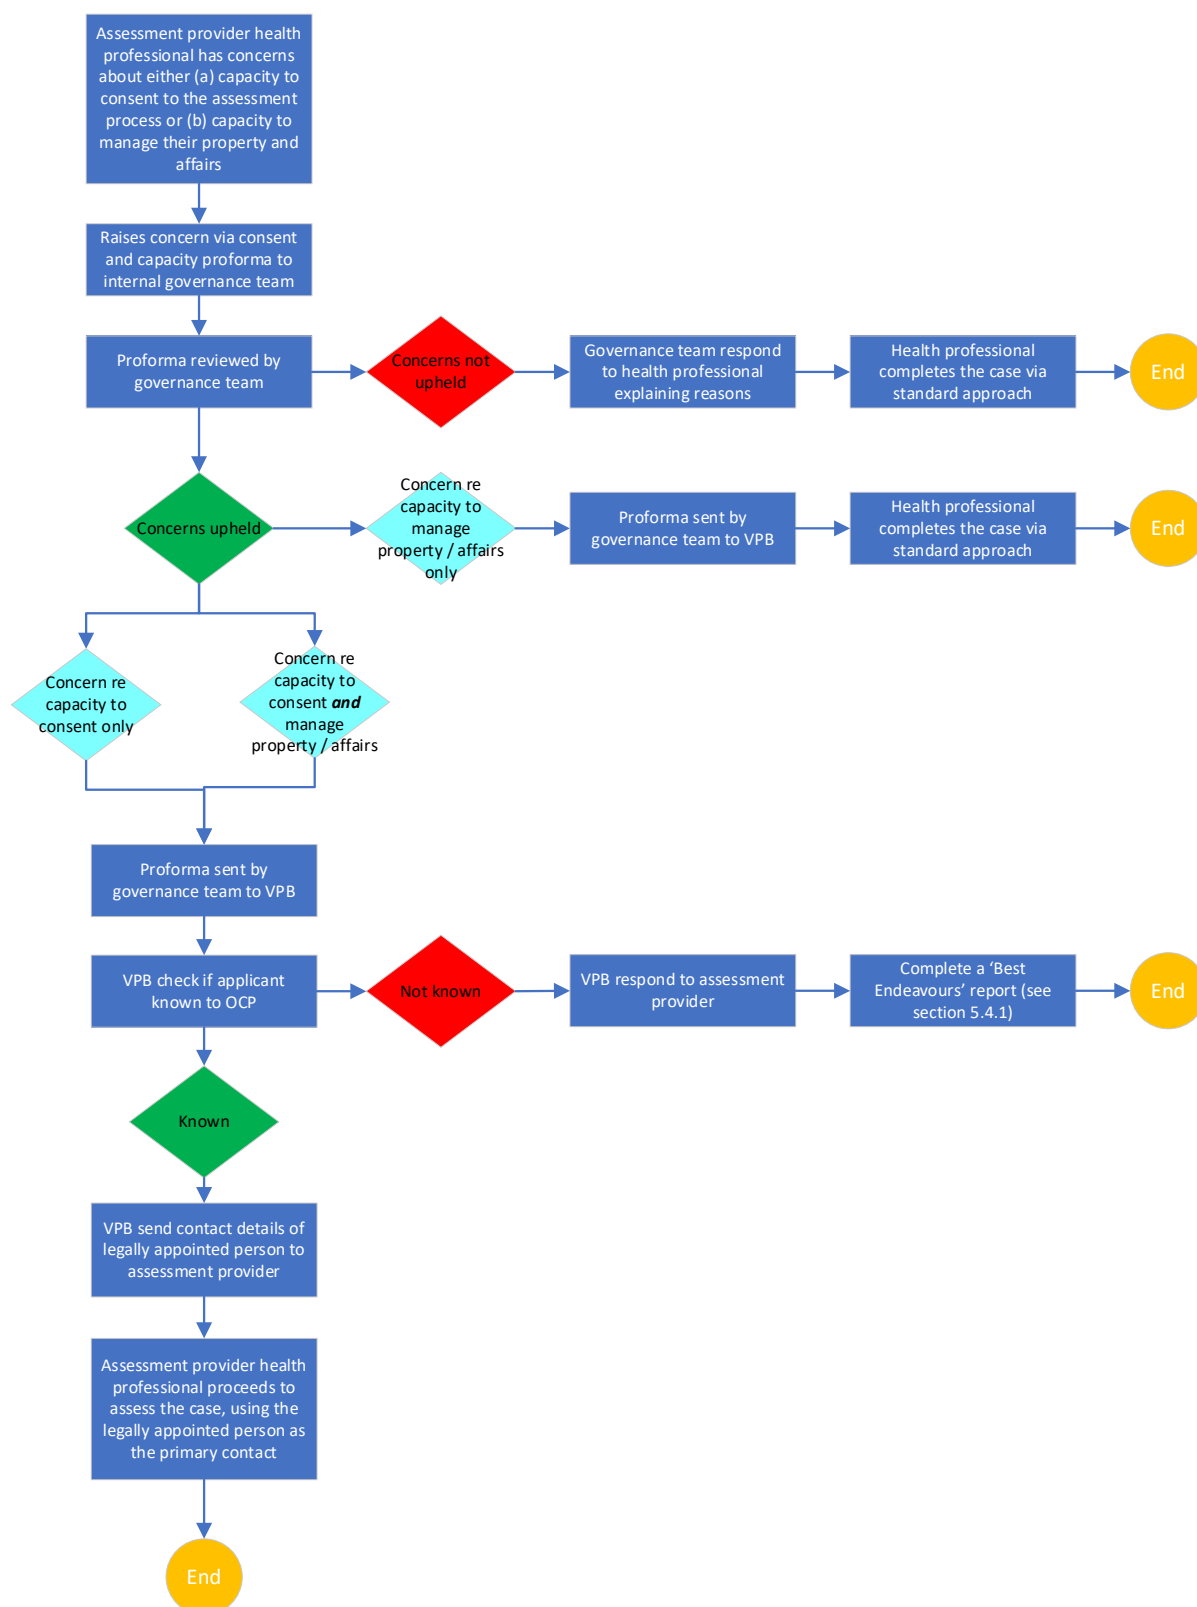 Assessment provider health
professional has concerns
about either (a) capacity to
consent to the assessment
process or (b) capacity to
manage their property and
affairs
Raises concern via consent
and capacity proforma to
internal governance team
Proforma reviewed by
governance team
Concerns not
upheld
Governance team respond
to health professional
explaining reasons
Health professional
completes the case via
standard approach
End
Concerns upheld
Concern re
capacity to
manage
property / affairs
only
Proforma sent by
governance team to VPB
Health professional
completes the case via
standard approach
End
Concern re
capacity to
consent only
Concern re
capacity to
consent and
manage
property / affairs
Proforma sent by
governance team to VPB
VPB check if applicant
known to OCP
Not known
VPB respond to assessment
provider
Complete a ‘Best
Endeavours’ report (see
section 5.4.1)
End
Known
VPB send contact details of
legally appointed person to
assessment provider
Assessment provider health
professional proceeds to
assess the case, using the
legally appointed person as
the primary contact
End